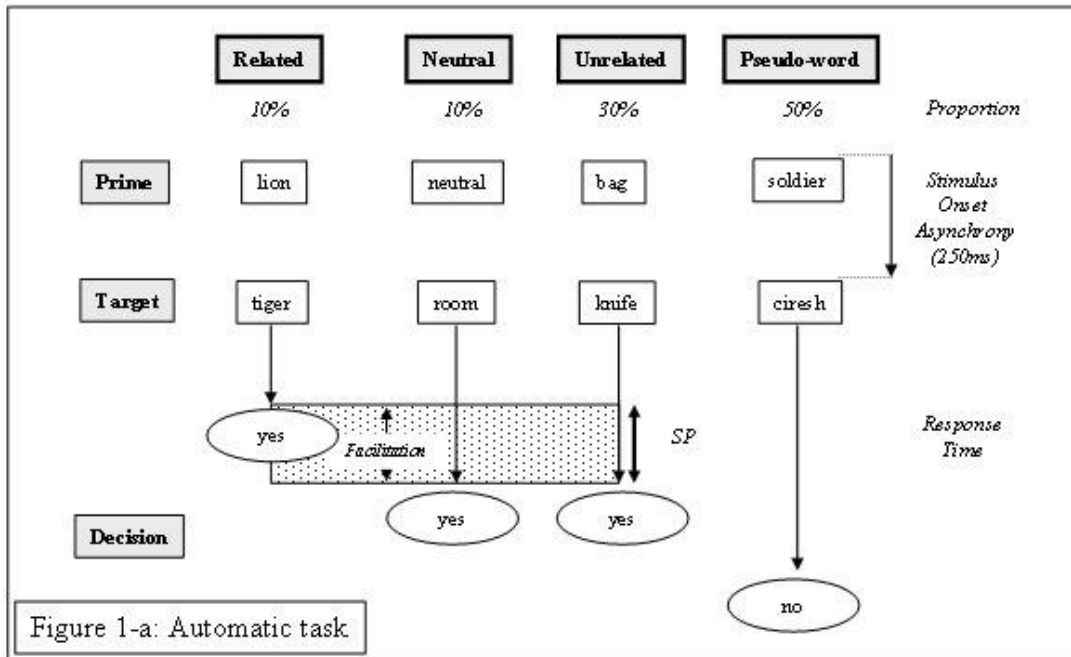 Related Neutral Unrelated Pseudo-word
10% 10% 30% 50% Proportion
Prime lion neutral bag soldier Stimulus
Onset
Asynchrony
(250ms)
Target tiger room knife ciresh
yes Facilitation SP Response
Time
yes yes
Decision
no
Figure 1-a: Automatic task